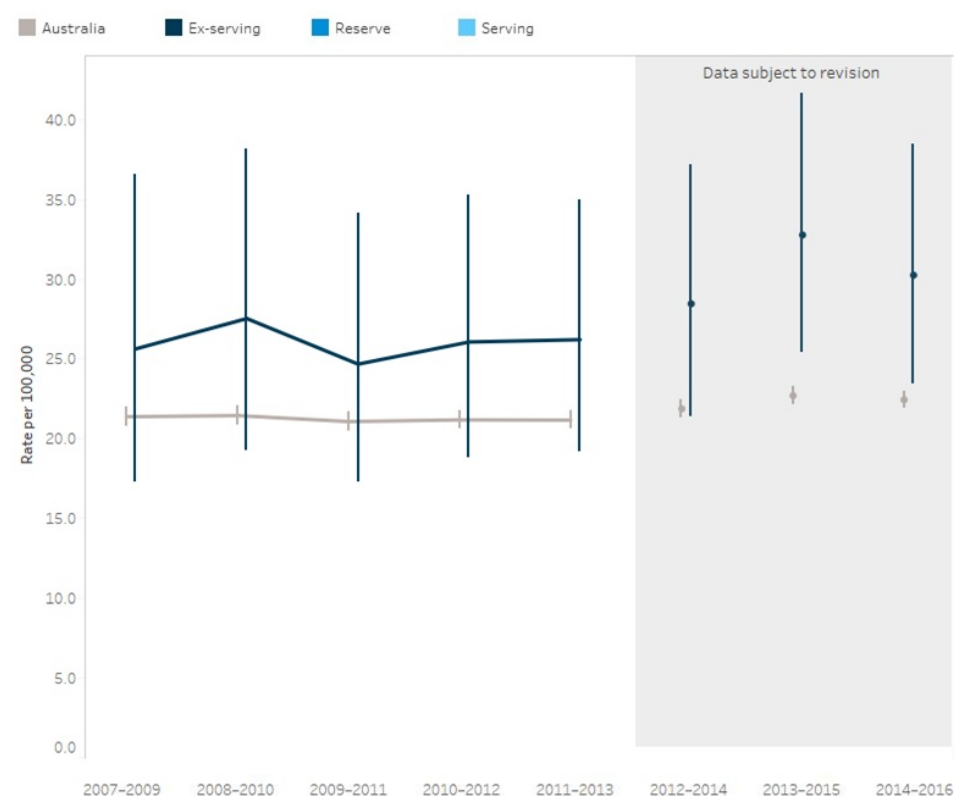 Australia Ex-serving Reserve Serving
Data subject to revision
Rate per 100,000
40.0
35.0
30.0
25.0
20.0
15.0
10.0
5.0
0.0
2007–2009 2008–2010 2009–2011 2010–2012 2011–2013 2012–2014 2013–2015 2014–2016